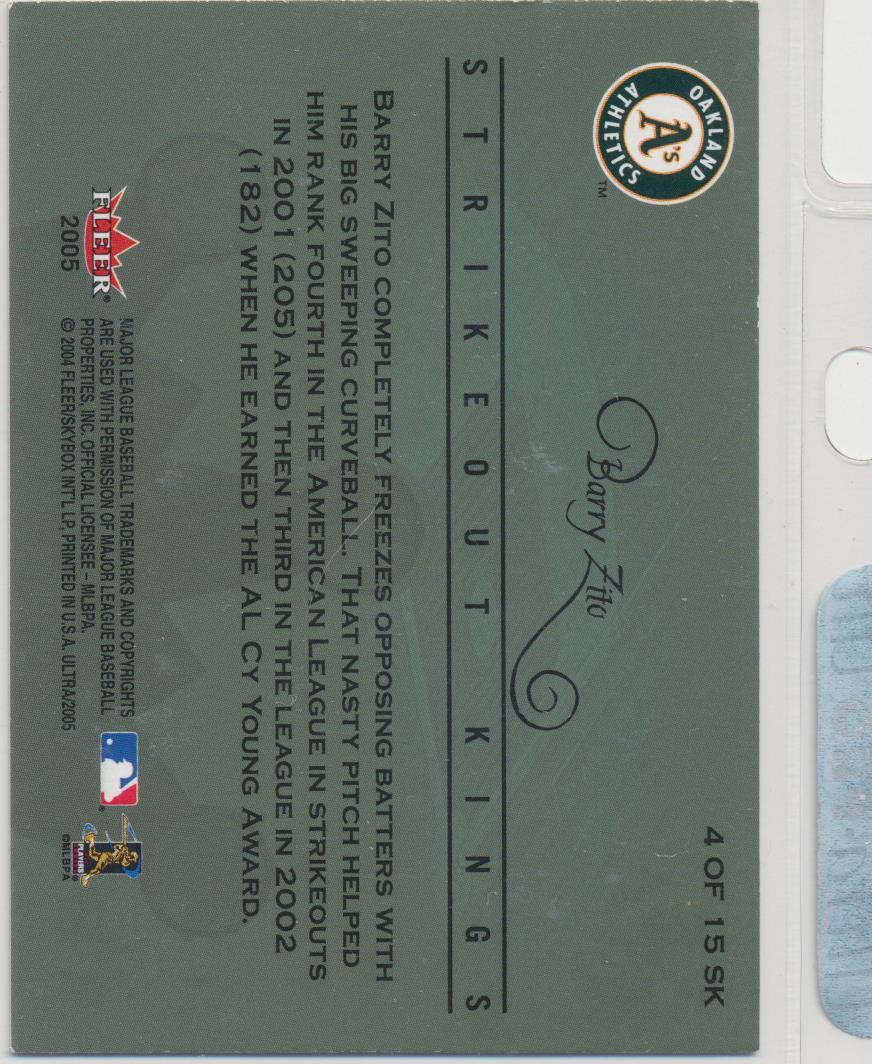 4 OF 15 SK
OAKLAND
A's
ATHLETICS
TM
Barry Zito
STRIKEOUT KINGS
BARRY ZITO COMPLETELY FREEZES OPPOSING BATTERS WITH
HIS BIG SWEEPING CURVEBALL. THAT NASTY PITCH HELPED
HIM RANK FOURTH IN THE AMERICAN LEAGUE IN STRIKEOUTS
IN 2001 (205) AND THEN THIRD IN THE LEAGUE IN 2002
(182) WHEN HE EARNED THE AL CY YOUNG AWARD.
FLEER®
2005
MAJOR LEAGUE BASEBALL TRADEMARKS AND COPYRIGHTS
ARE USED WITH PERMISSION OF MAJOR LEAGUE BASEBALL
PROPERTIES, INC. OFFICIAL LICENSEE – MLBPA.
© 2004 FLEER/SKYBOX INT'L LP, PRINTED IN U.S.A. ULTRA/2005
®
PLAYERS
®
©MLBPA